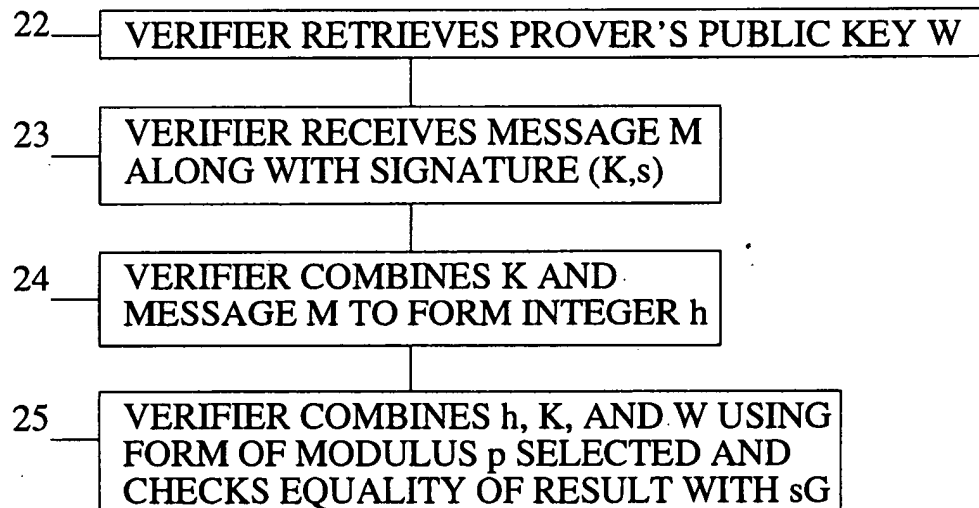 22 VERIFIER RETRIEVES PROVER'S PUBLIC KEY W
23 VERIFIER RECEIVES MESSAGE M
ALONG WITH SIGNATURE (K,s)
24 VERIFIER COMBINES K AND
MESSAGE M TO FORM INTEGER h
25 VERIFIER COMBINES h, K, AND W USING
FORM OF MODULUS p SELECTED AND
CHECKS EQUALITY OF RESULT WITH sG